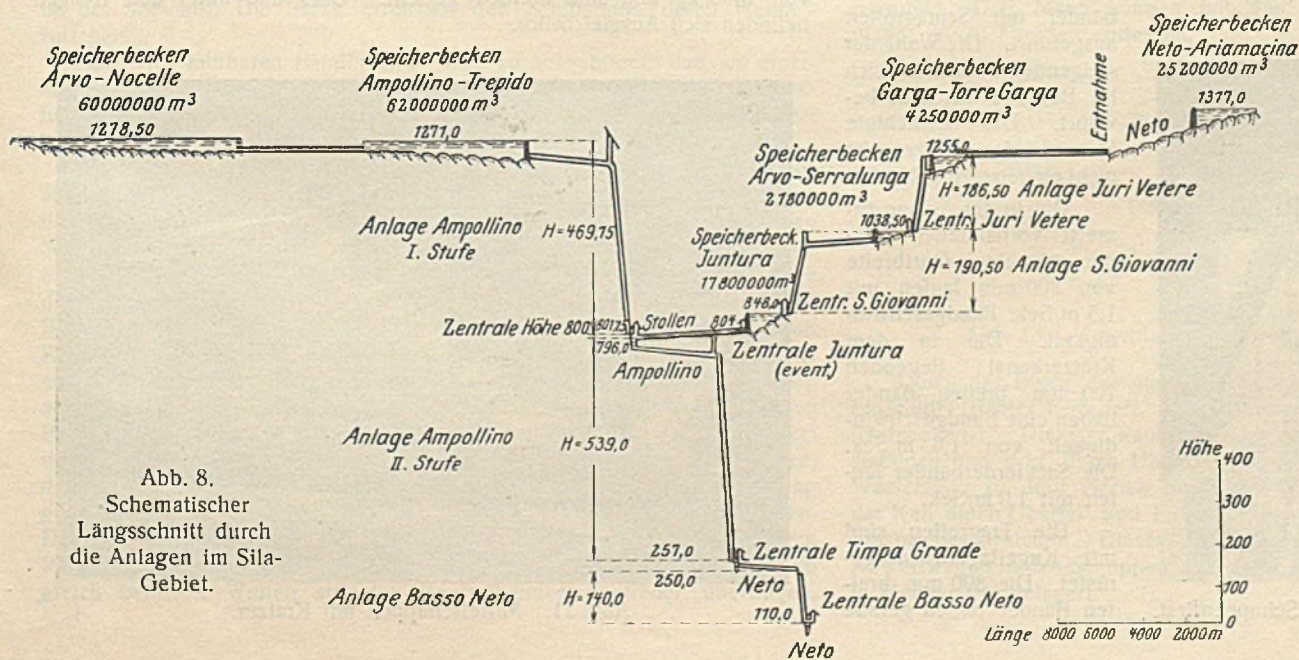 Speicherbecken
Arvo-Nocelle
60000000 m³
1278,50
Speicherbecken
Ampollino-Trepido
62000000 m³
1271,0
Speicherbecken
Garga-Torre Garga
4250000 m³
1255,0
Entnahme
Speicherbecken
Neto-Ariamacina
25200000 m³
1377,0
Neto
Speicherbecken
Arvo-Serralunga
2180000 m³
1038,50
H=186,50 Anlage Juri Vetere
Zentr. Juri Vetere
Anlage Ampollino
I. Stufe
H=469,75
Speicherbeck.
Juntura
17800000 m³
848,0
H=190,50 Anlage S. Giovanni
Zentr. S. Giovanni
Zentrale Höhe 800
801,25
Stollen
804
796,0
Ampollino
Zentrale Juntura
(event.)
Anlage Ampollino
II. Stufe
H=539,0
Abb. 8.
Schematischer
Längsschnitt durch
die Anlagen im Sila-
Gebiet.
257,0
Zentrale Timpa Grande
250,0
Neto
Anlage Basso Neto
H=140,0
110,0
Zentrale Basso Neto
Neto
Höhe
400
300
200
100
0
Länge 8000 6000 4000 2000 m